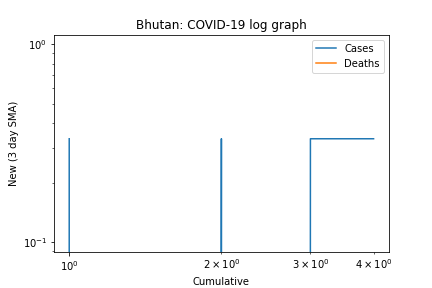 Bhutan: COVID-19 log graph
10⁰
Cases
Deaths
New (3 day SMA)
10⁻¹
10⁰
2 × 10⁰
3 × 10⁰
4 × 10⁰
Cumulative